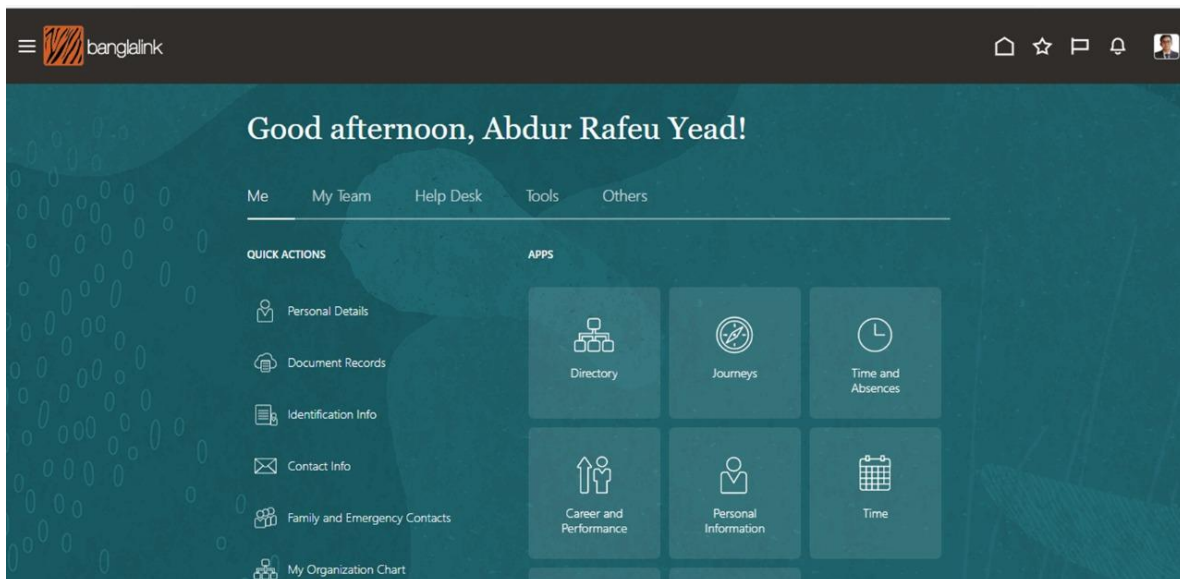 banglalink
Good afternoon, Abdur Rafeu Yead!
Me My Team Help Desk Tools Others
QUICK ACTIONS
Personal Details
Document Records
Identification Info
Contact Info
Family and Emergency Contacts
My Organization Chart
APPS
Directory
Journeys
Time and
Absences
Career and
Performance
Personal
Information
Time